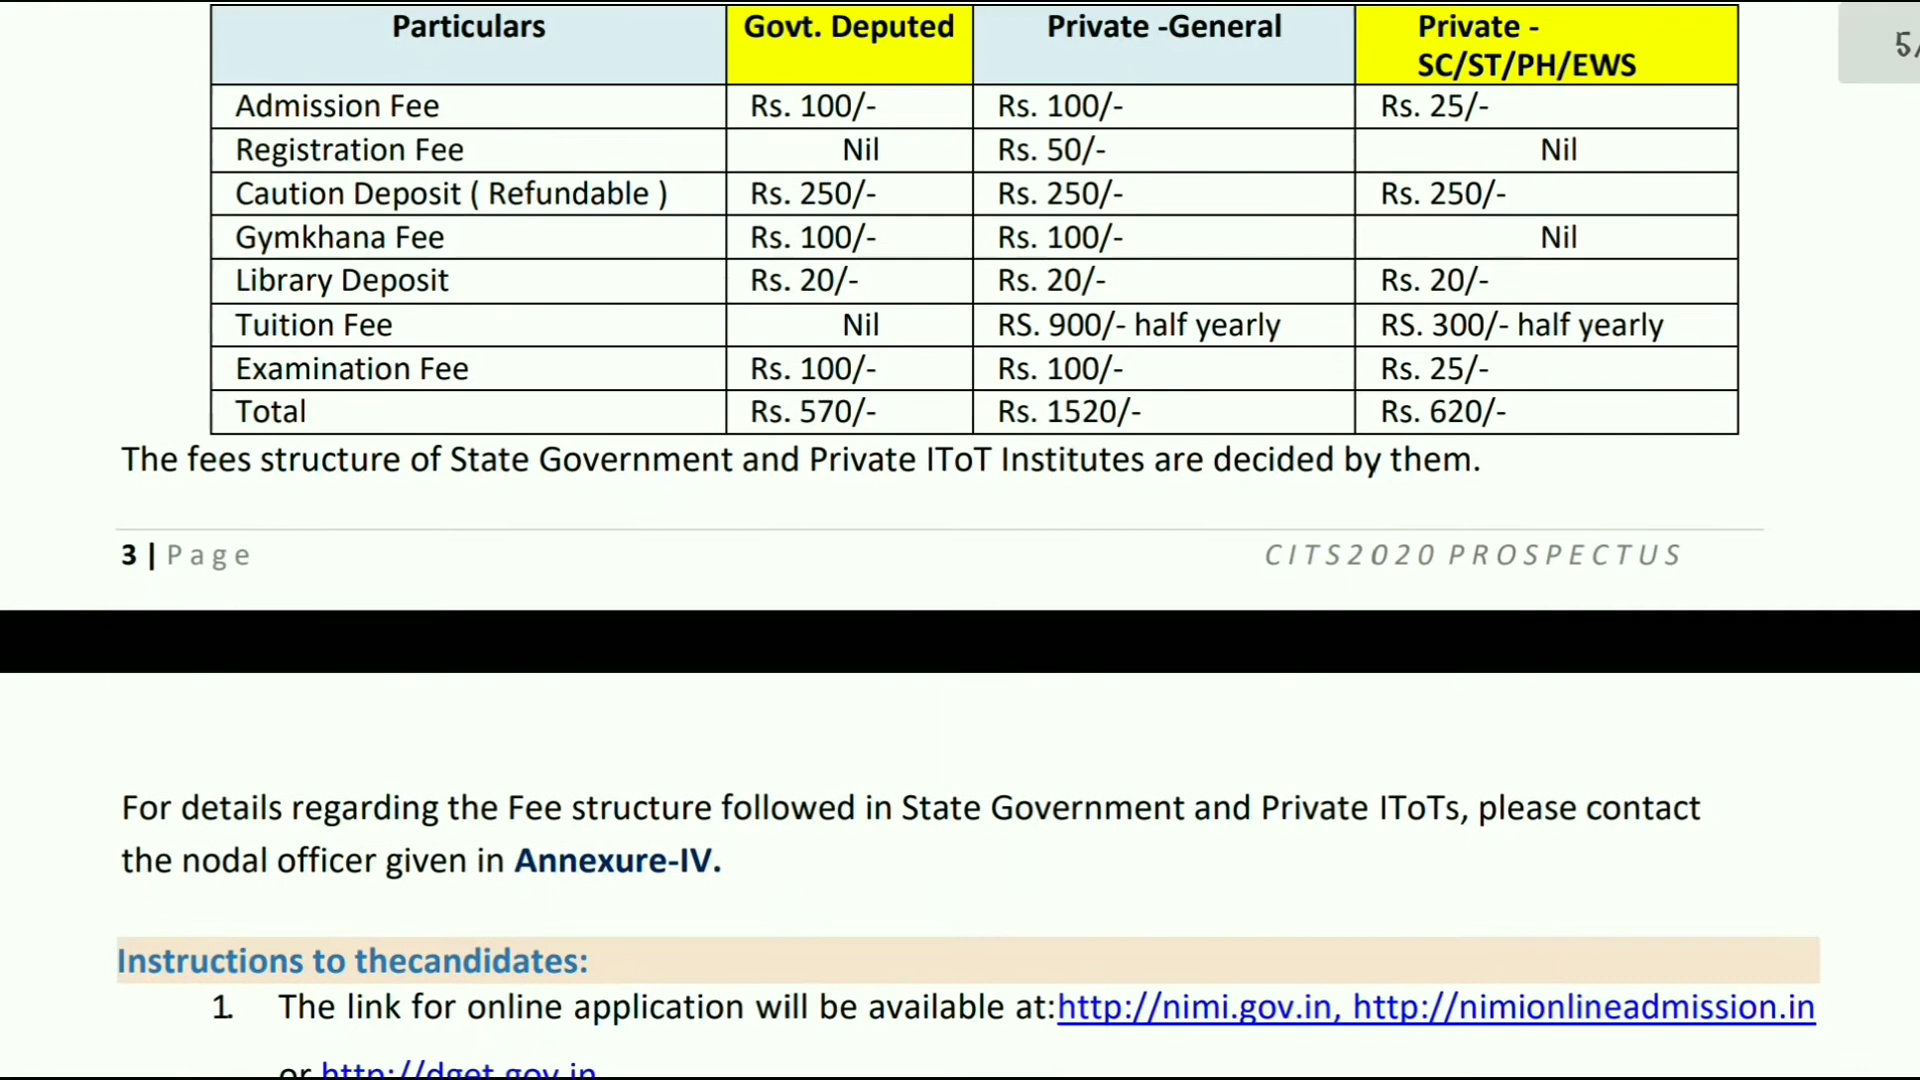 Particulars Govt. Deputed Private -General Private -
SC/ST/PH/EWS
Admission Fee Rs. 100/- Rs. 100/- Rs. 25/-
Registration Fee Nil Rs. 50/- Nil
Caution Deposit ( Refundable ) Rs. 250/- Rs. 250/- Rs. 250/-
Gymkhana Fee Rs. 100/- Rs. 100/- Nil
Library Deposit Rs. 20/- Rs. 20/- Rs. 20/-
Tuition Fee Nil RS. 900/- half yearly RS. 300/- half yearly
Examination Fee Rs. 100/- Rs. 100/- Rs. 25/-
Total Rs. 570/- Rs. 1520/- Rs. 620/-
The fees structure of State Government and Private IToT Institutes are decided by them.
3 | Page CITS2020 PROSPECTUS
For details regarding the Fee structure followed in State Government and Private IToTs, please contact
the nodal officer given in Annexure-IV.
Instructions to thecandidates:
1. The link for online application will be available at:http://nimi.gov.in, http://nimionlineadmission.in
or http://dget.gov.in
5/